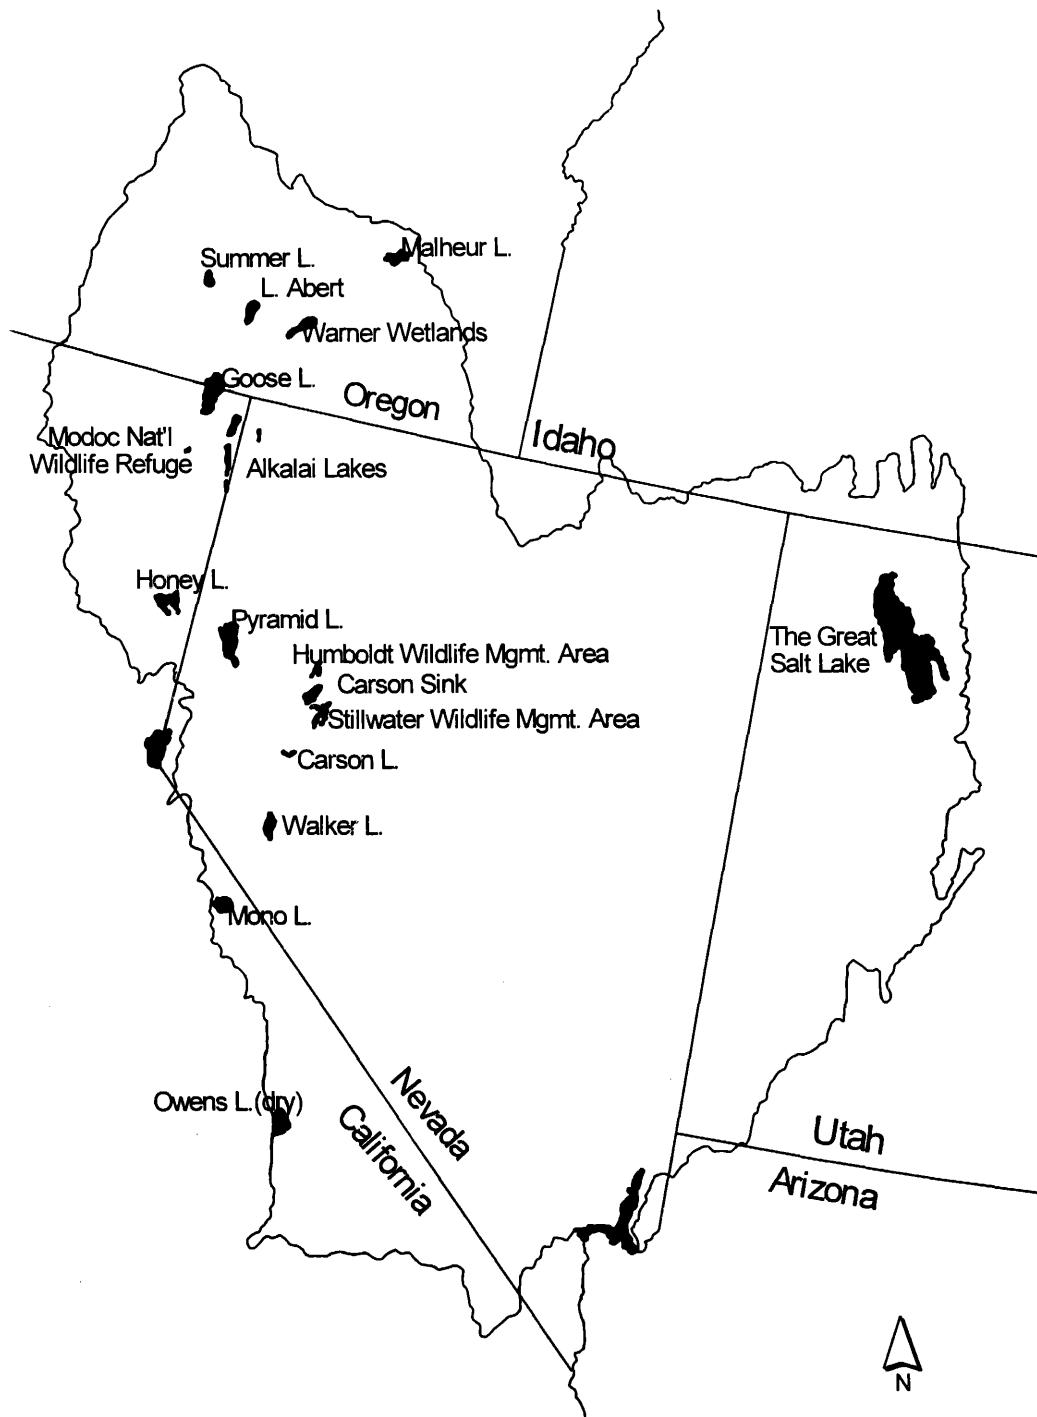 Malheur L.
Summer L.
L. Abert
Warner Wetlands
Goose L.
Oregon
Idaho
Modoc Nat'l
Wildlife Refuge
Alkalai Lakes
Honey L.
Pyramid L.
The Great
Salt Lake
Humboldt Wildlife Mgmt. Area
Carson Sink
Stillwater Wildlife Mgmt. Area
Carson L.
Walker L.
Mono L.
Owens L.(dry)
Nevada
California
Utah
Arizona
N